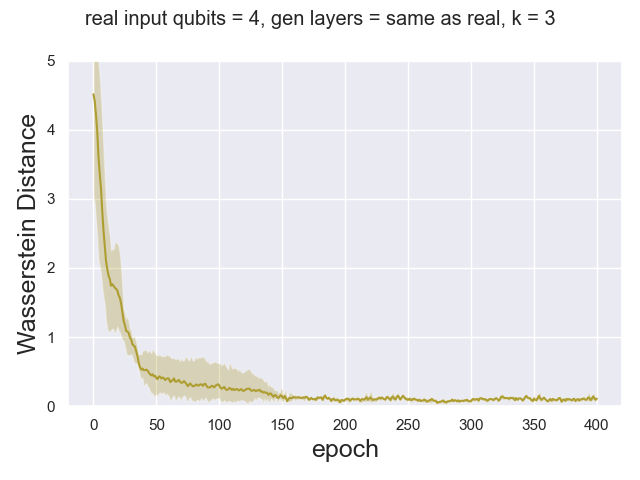 real input qubits = 4, gen layers = same as real, k = 3
5
4
3
2
1
0
Wasserstein Distance
0 50 100 150 200 250 300 350 400
epoch